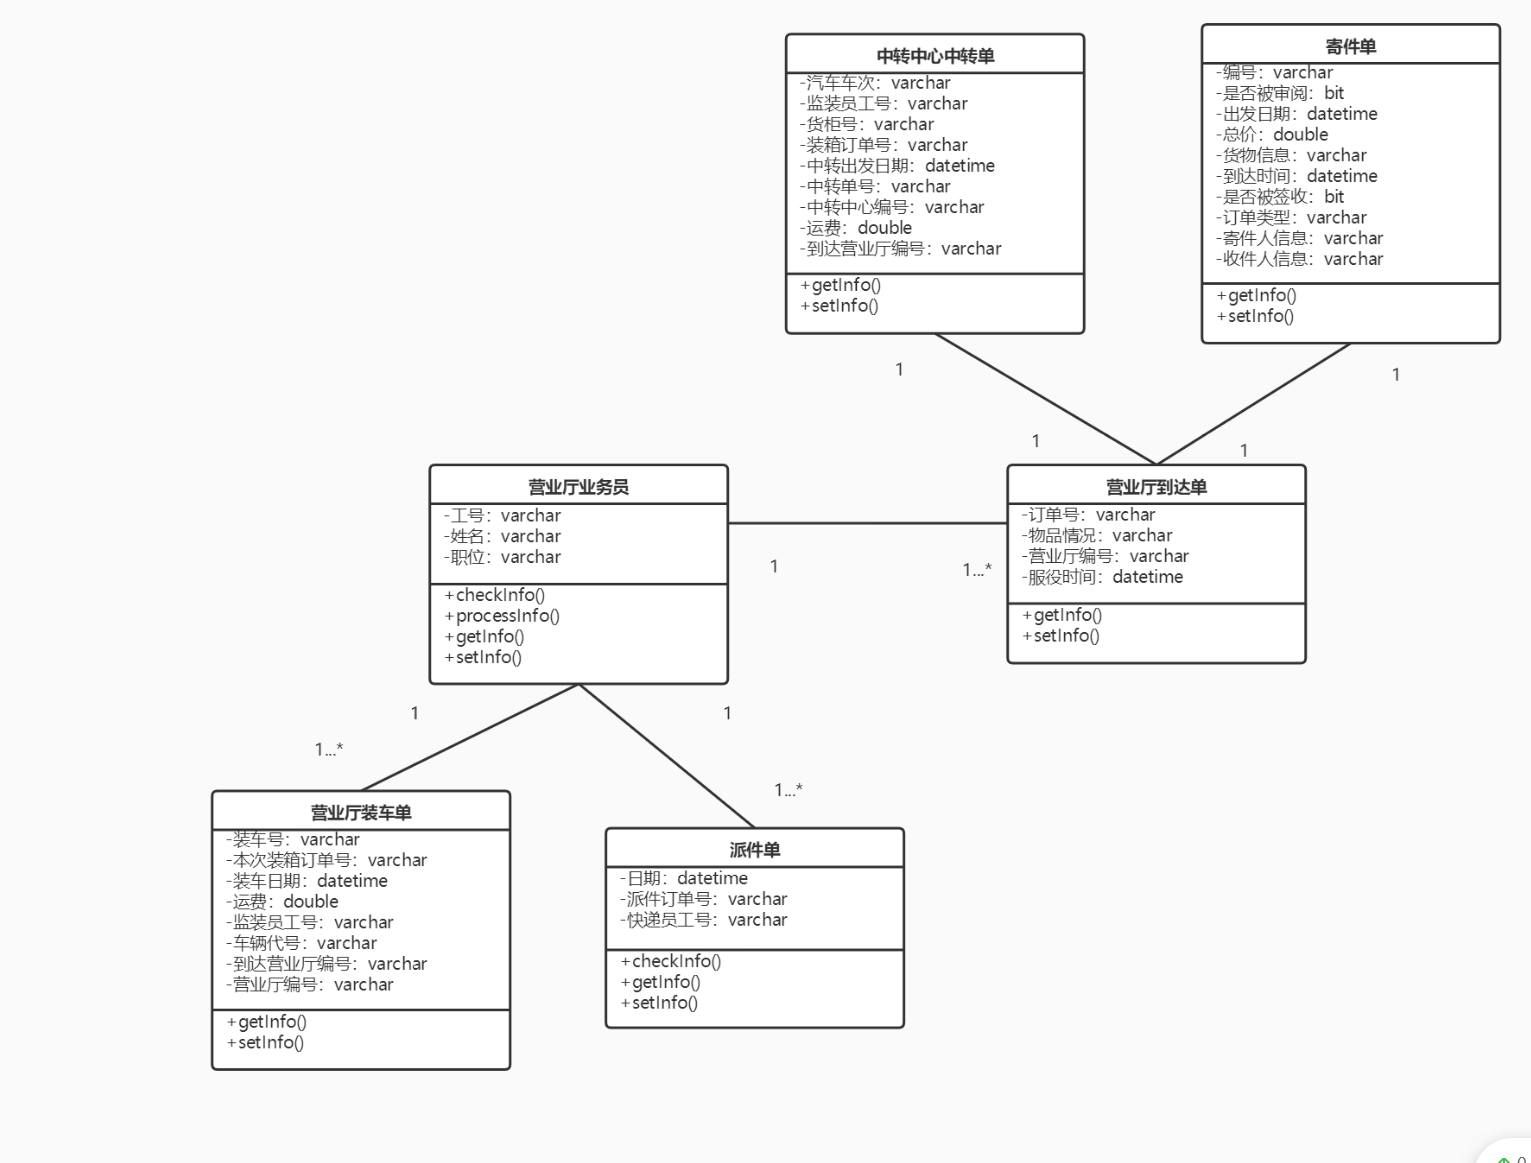 中转中心中转单
-汽车车次：varchar
-监装员工号：varchar
-货柜号：varchar
-装箱订单号：varchar
-中转出发日期：datetime
-中转单号：varchar
-中转中心编号：varchar
-运费：double
-到达营业厅编号：varchar
+getInfo()
+setInfo()
寄件单
-编号：varchar
-是否被审阅：bit
-出发日期：datetime
-总价：double
-货物信息：varchar
-到达时间：datetime
-是否被签收：bit
-订单类型：varchar
-寄件人信息：varchar
-收件人信息：varchar
+getInfo()
+setInfo()
1
1
1
1
营业厅业务员
-工号：varchar
-姓名：varchar
-职位：varchar
+checkInfo()
+processInfo()
+getInfo()
+setInfo()
1
1...*
营业厅到达单
-订单号：varchar
-物品情况：varchar
-营业厅编号：varchar
-服役时间：datetime
+getInfo()
+setInfo()
1
1
1...*
1...*
营业厅装车单
-装车号：varchar
-本次装箱订单号：varchar
-装车日期：datetime
-运费：double
-监装员工号：varchar
-车辆代号：varchar
-到达营业厅编号：varchar
-营业厅编号：varchar
+getInfo()
+setInfo()
派件单
-日期：datetime
-派件订单号：varchar
-快递员工号：varchar
+checkInfo()
+getInfo()
+setInfo()